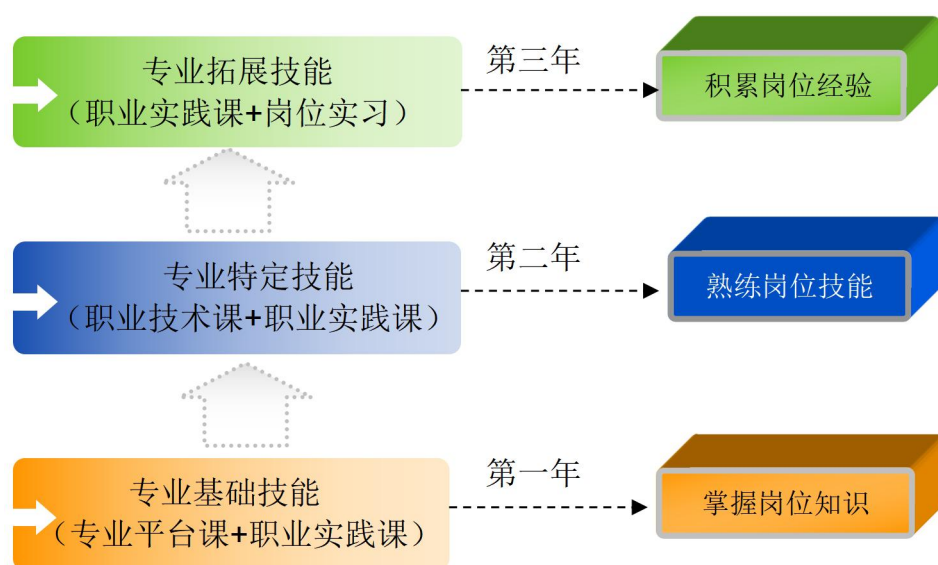 专业拓展技能
（职业实践课+岗位实习）
第三年
积累岗位经验
专业特定技能
（职业技术课+职业实践课）
第二年
熟练岗位技能
专业基础技能
（专业平台课+职业实践课）
第一年
掌握岗位知识